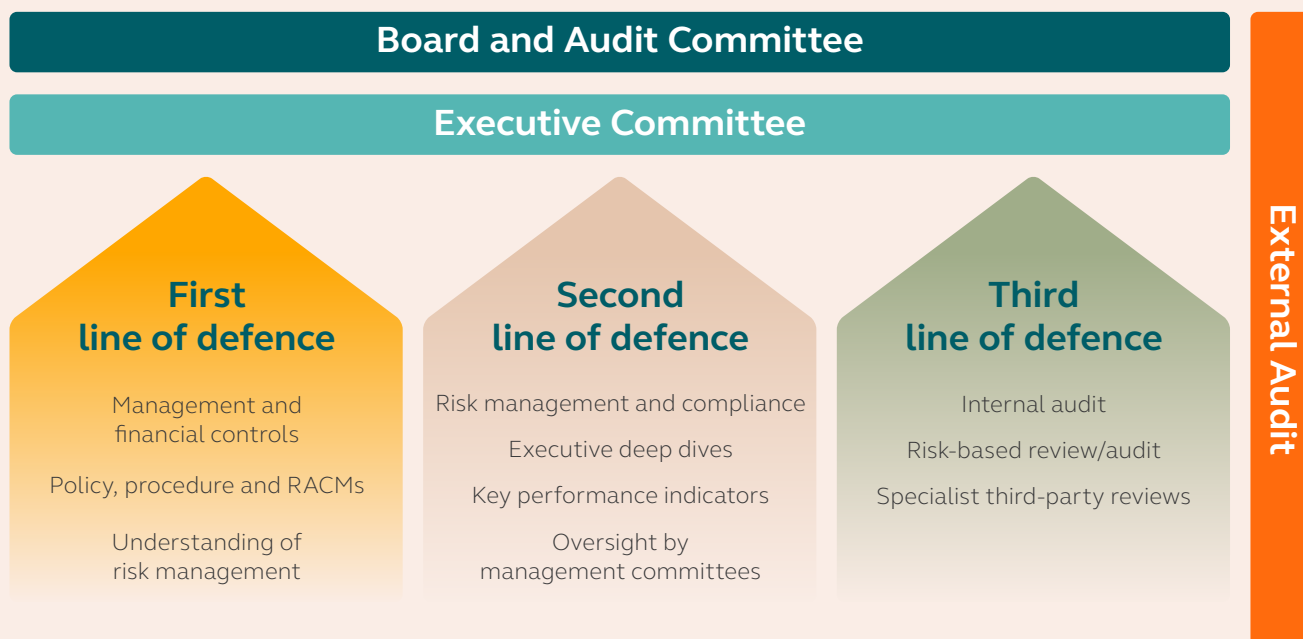 Board and Audit Committee
Executive Committee
First
line of defence
Management and
financial controls
Policy, procedure and RACMs
Understanding of
risk management
Second
line of defence
Risk management and compliance
Executive deep dives
Key performance indicators
Oversight by
management committees
Third
line of defence
Internal audit
Risk-based review/audit
Specialist third-party reviews
External Audit